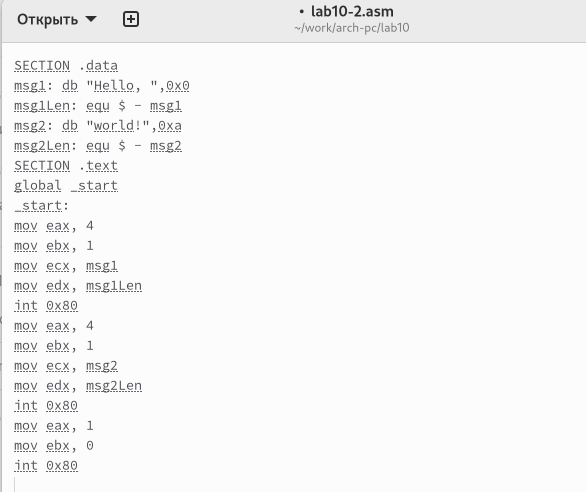 Открыть
• lab10-2.asm
~/work/arch-pc/lab10
SECTION .data
msg1: db "Hello, ",0x0
msg1Len: equ $ - msg1
msg2: db "world!",0xa
msg2Len: equ $ - msg2
SECTION .text
global _start
_start:
mov eax, 4
mov ebx, 1
mov ecx, msg1
mov edx, msg1Len
int 0x80
mov eax, 4
mov ebx, 1
mov ecx, msg2
mov edx, msg2Len
int 0x80
mov eax, 1
mov ebx, 0
int 0x80